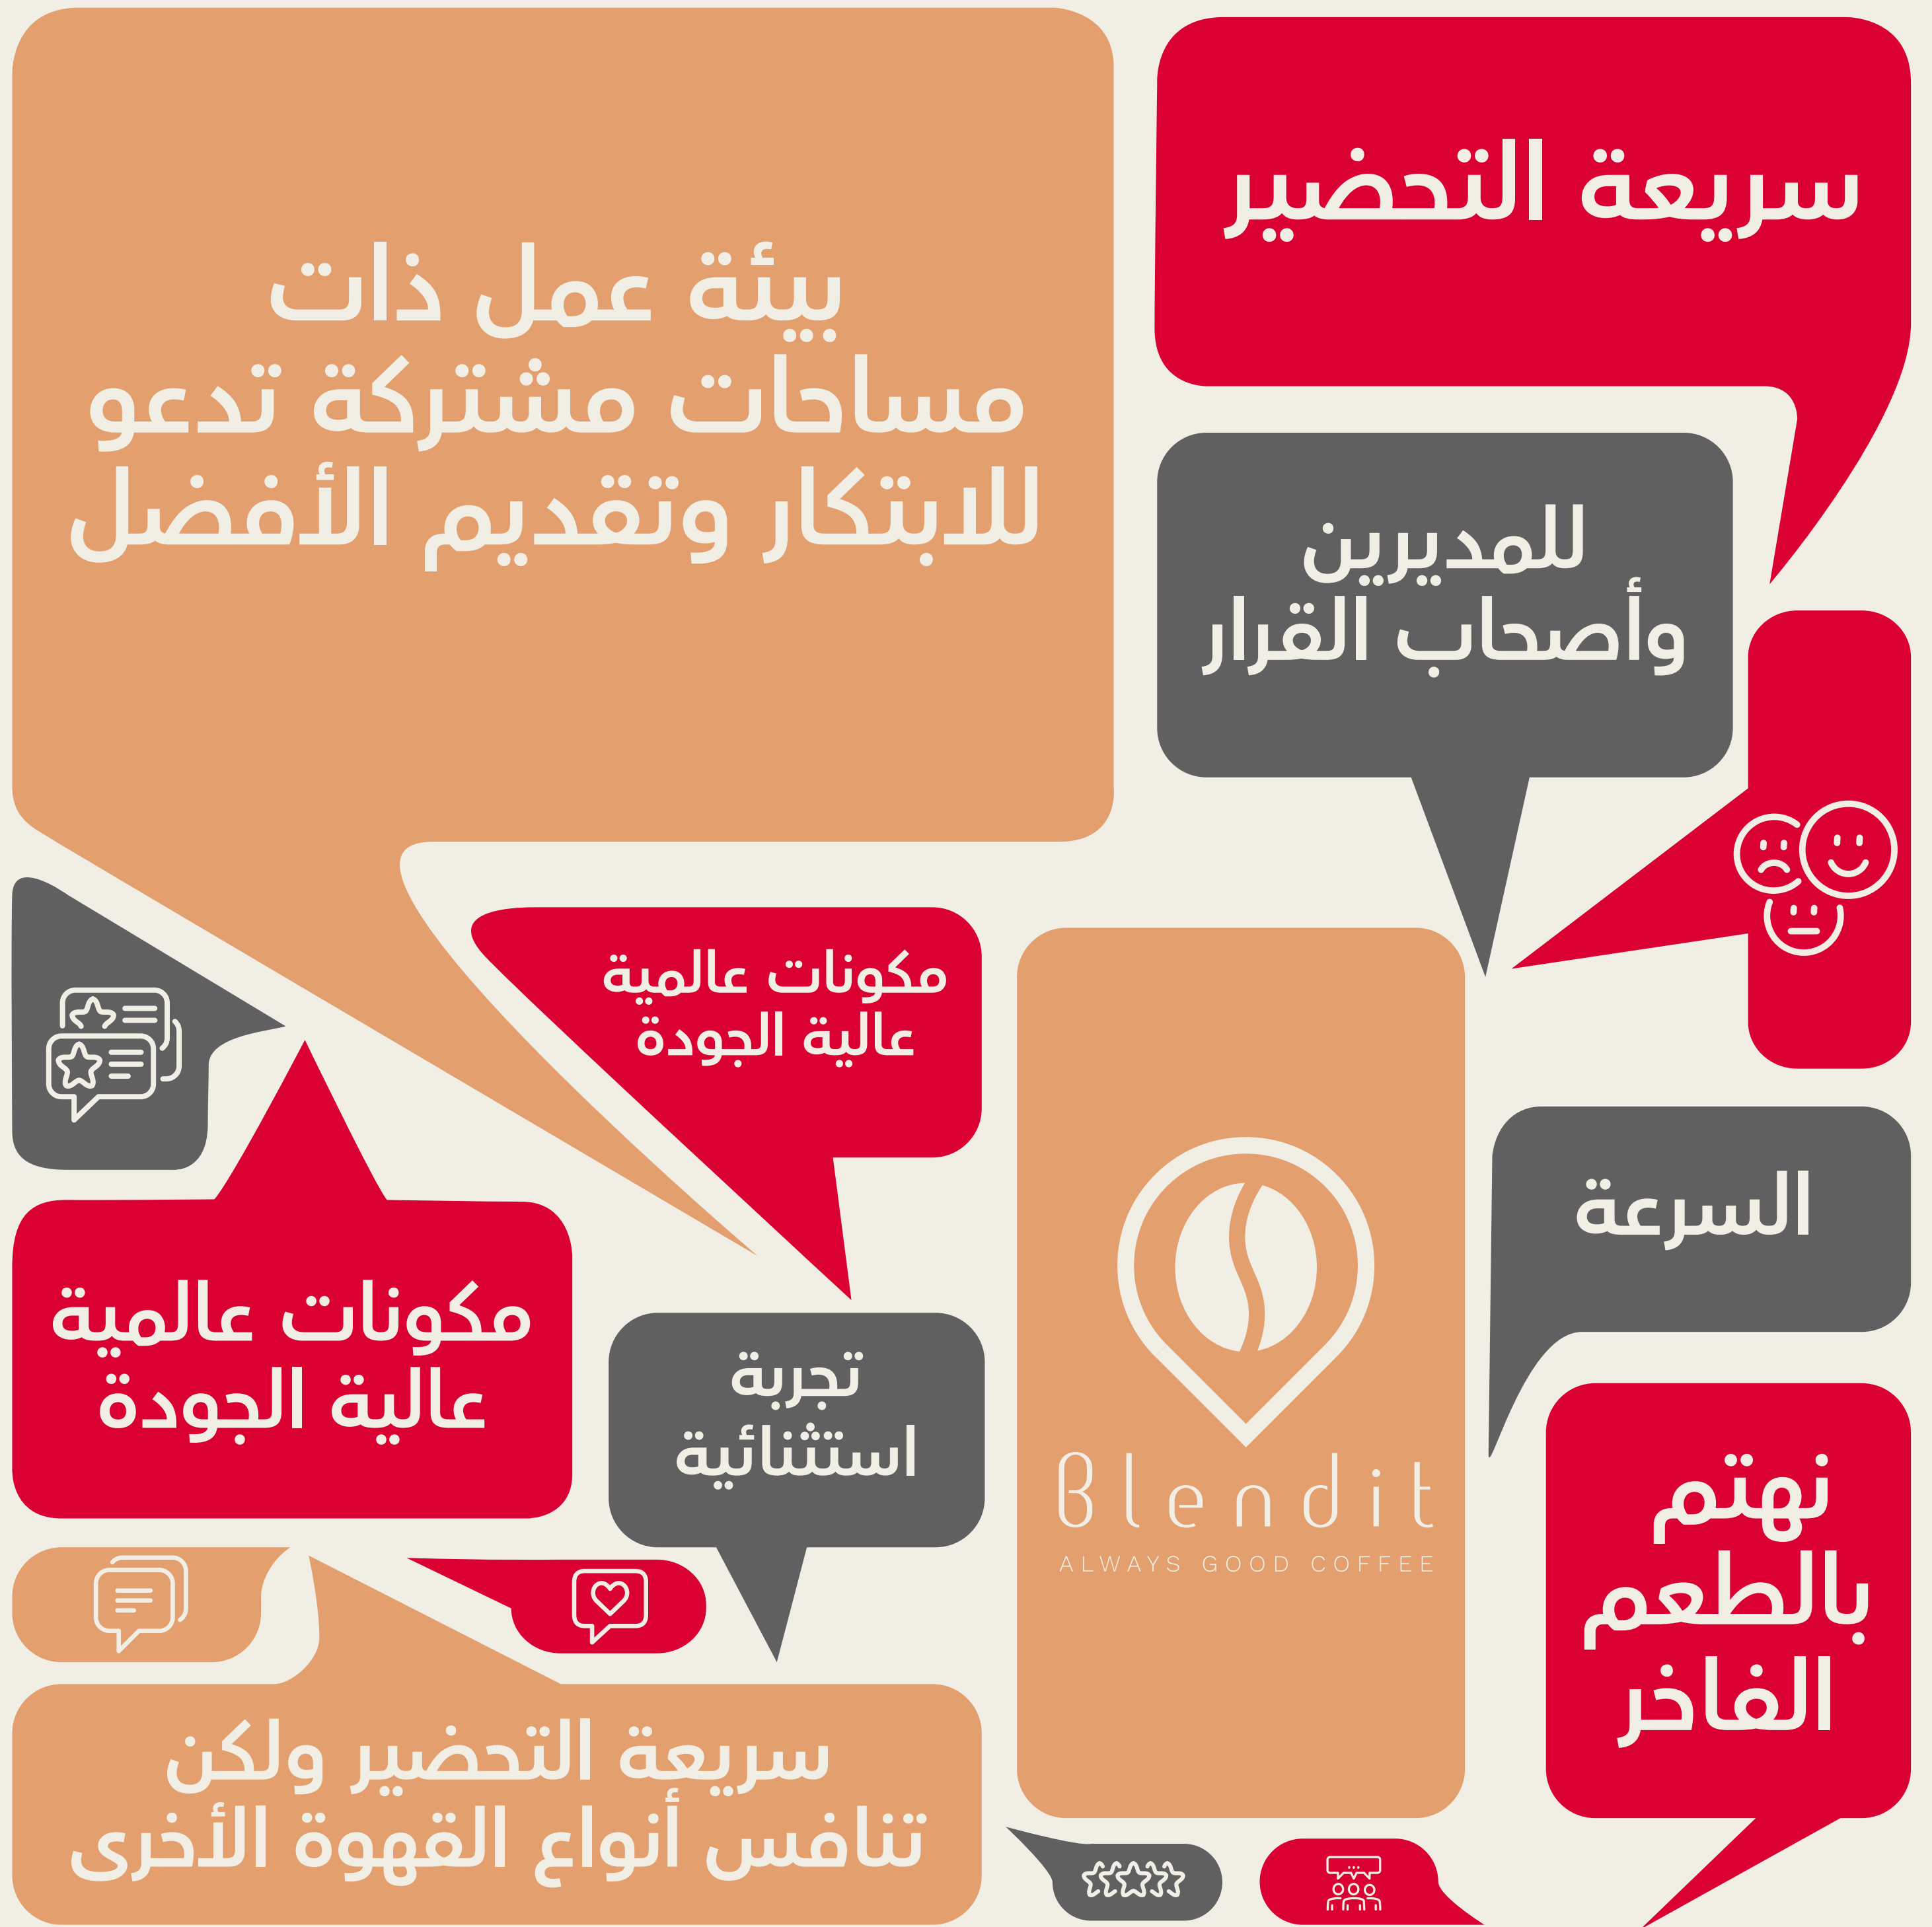 سريعة التحضير
بيئة عمل ذات
مساحات مشتركة تدعو
للابتكار وتقديم الأفضل
للمديرين
وأصحاب القرار
مكونات عالمية
عالية الجودة
السرعة
مكونات عالمية
عالية الجودة
تجربة
استثنائية
Blendit
ALWAYS GOOD COFFEE
نهتم
بالطعم
الفاخر
سريعة التحضير ولكن
تنافس أنواع القهوة الأخرى